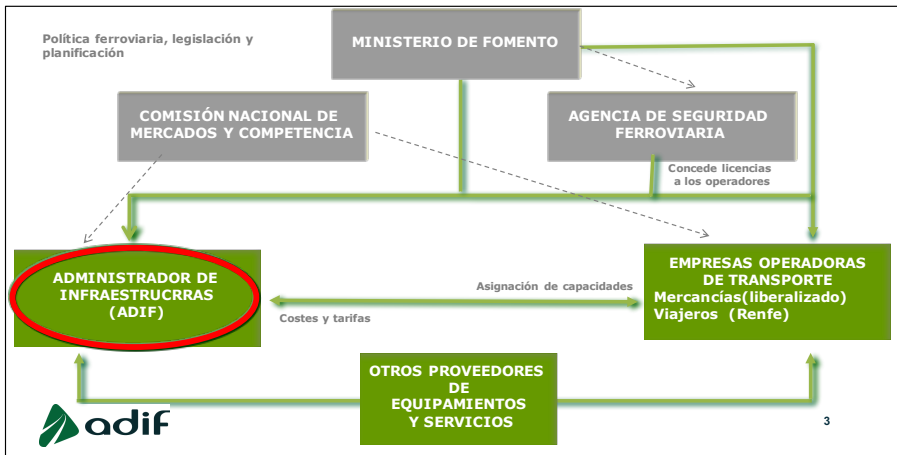 Política ferroviaria, legislación y
planificación
MINISTERIO DE FOMENTO
COMISIÓN NACIONAL DE
MERCADOS Y COMPETENCIA
AGENCIA DE SEGURIDAD
FERROVIARIA
Concede licencias
a los operadores
ADMINISTRADOR DE
INFRAESTRUCRRAS
(ADIF)
Asignación de capacidades
Costes y tarifas
EMPRESAS OPERADORAS
DE TRANSPORTE
Mercancías(liberalizado)
Viajeros (Renfe)
OTROS PROVEEDORES
DE
EQUIPAMIENTOS
Y SERVICIOS
adif
3